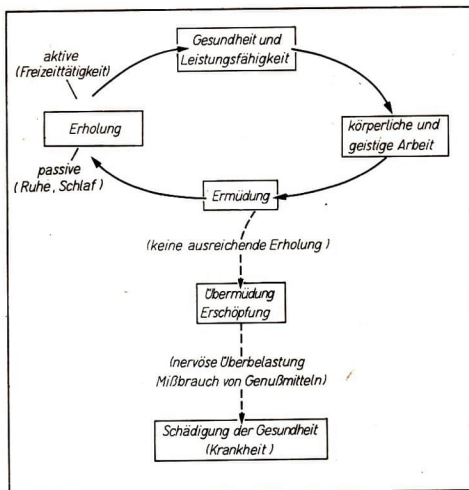 Gesundheit und
Leistungsfähigkeit
aktive
(Freizeittätigkeit)
Erholung
passive
(Ruhe, Schlaf)
körperliche und
geistige Arbeit
Ermüdung
(keine ausreichende Erholung)
Übermüdung
Erschöpfung
(nervöse Überbelastung
Mißbrauch von Genußmitteln)
Schädigung der Gesundheit
(Krankheit)